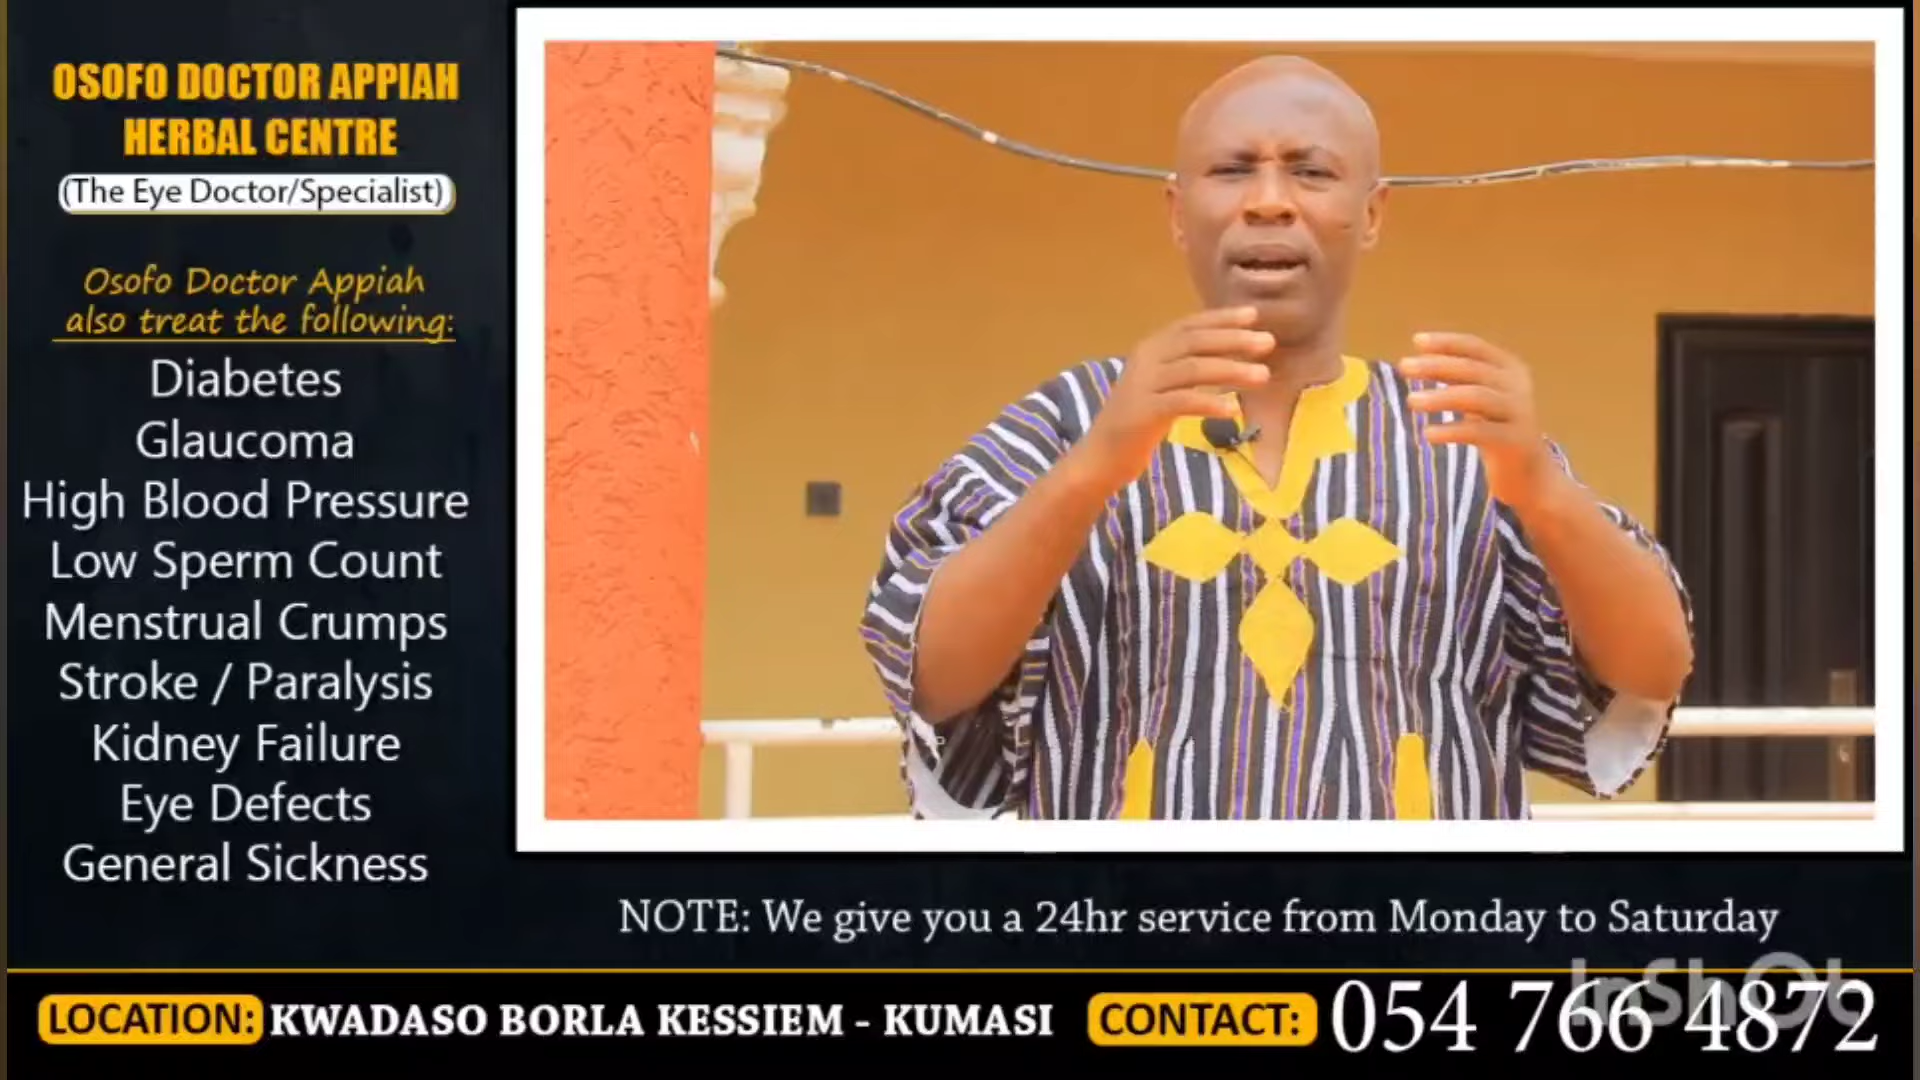 OSOFO DOCTOR APPIAH
HERBAL CENTRE
(The Eye Doctor/Specialist)
Osofo Doctor Appiah
also treat the following:
Diabetes
Glaucoma
High Blood Pressure
Low Sperm Count
Menstrual Crumps
Stroke / Paralysis
Kidney Failure
Eye Defects
General Sickness
NOTE: We give you a 24hr service from Monday to Saturday
LOCATION: KWADASO BORLA KESSIEM - KUMASI
CONTACT: 054 766 4872
InShOt